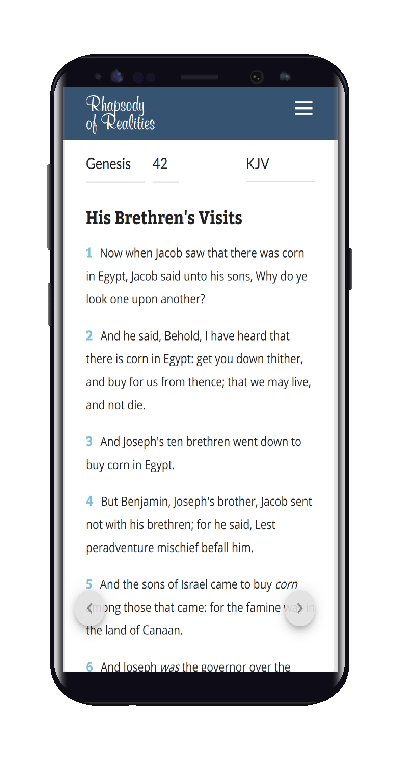 Rhapsody
of Realities
Genesis 42 KJV
His Brethren's Visits
1 Now when Jacob saw that there was corn
in Egypt, Jacob said unto his sons, Why do ye
look one upon another?
2 And he said, Behold, I have heard that
there is corn in Egypt: get you down thither,
and buy for us from thence; that we may live,
and not die.
3 And Joseph's ten brethren went down to
buy corn in Egypt.
4 But Benjamin, Joseph's brother, Jacob sent
not with his brethren; for he said, Lest
peradventure mischief befall him.
5 And the sons of Israel came to buy corn
among those that came: for the famine was in
the land of Canaan.
6 And Joseph was the governor over the